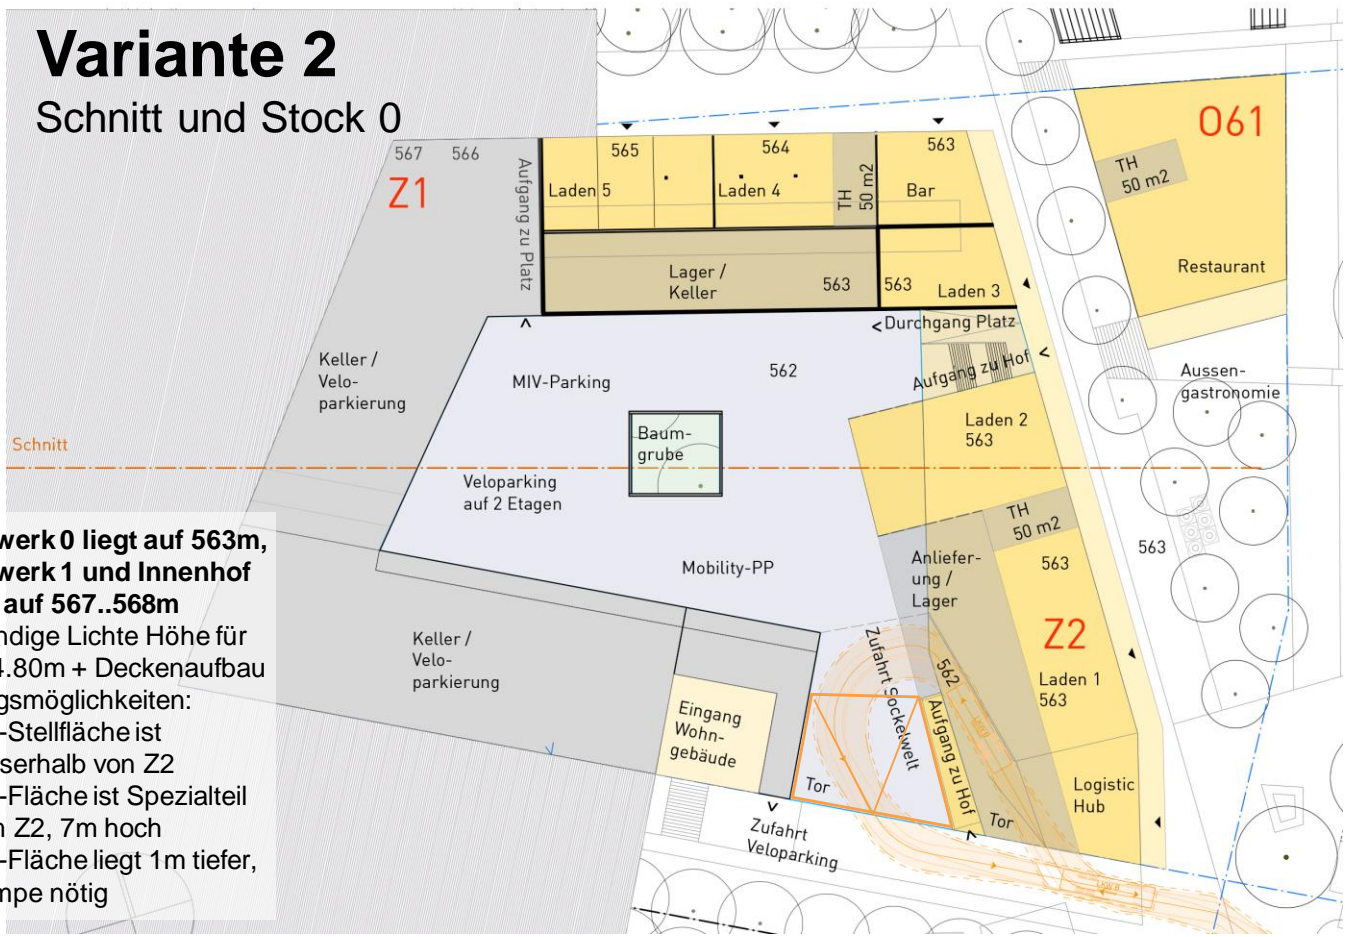 Variante 2
Schnitt und Stock 0
567
566
Z1
Aufgang zu Platz
565
Laden 5
564
Laden 4
TH
50 m2
563
Bar
O61
TH
50 m2
Restaurant
Lager /
Keller
563
563
Laden 3
< Durchgang Platz
Aufgang zu Hof
Keller /
Velo-
parkierung
MIV-Parking
562
Aussen-
gastronomie
Laden 2
563
Schnitt
Baum-
grube
Veloparking
auf 2 Etagen
TH
50 m2
563
werk 0 liegt auf 563m,
werk 1 und Innenhof
auf 567..568m
ndige Lichte Höhe für
4.80m + Deckenaufbau
gsmöglichkeiten:
-Stellfläche ist
serhalb von Z2
-Fläche ist Spezialteil
n Z2, 7m hoch
-Fläche liegt 1m tiefer,
mpe nötig
Mobility-PP
Anliefer-
ung /
Lager
563
Z2
Keller /
Velo-
parkierung
Zufahrt Sockelwelt
562
Laden 1
563
Eingang
Wohn-
gebäude
Tor
Aufgang zu Hof
Tor
Logistic
Hub
Zufahrt
Veloparking